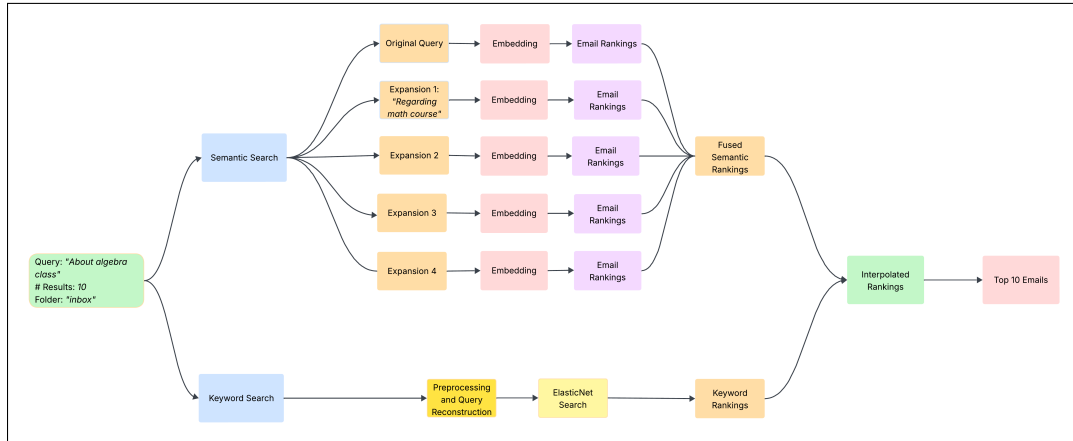 Original Query
Embedding
Email Rankings
Expansion 1:
"Regarding
math course"
Embedding
Email
Rankings
Semantic Search
Expansion 2
Embedding
Email
Rankings
Fused
Semantic
Rankings
Expansion 3
Embedding
Email
Rankings
Expansion 4
Embedding
Email
Rankings
Query: "About algebra
class"
# Results: 10
Folder: "inbox"
Interpolated
Rankings
Top 10 Emails
Keyword Search
Preprocessing
and Query
Reconstruction
ElasticNet
Search
Keyword
Rankings